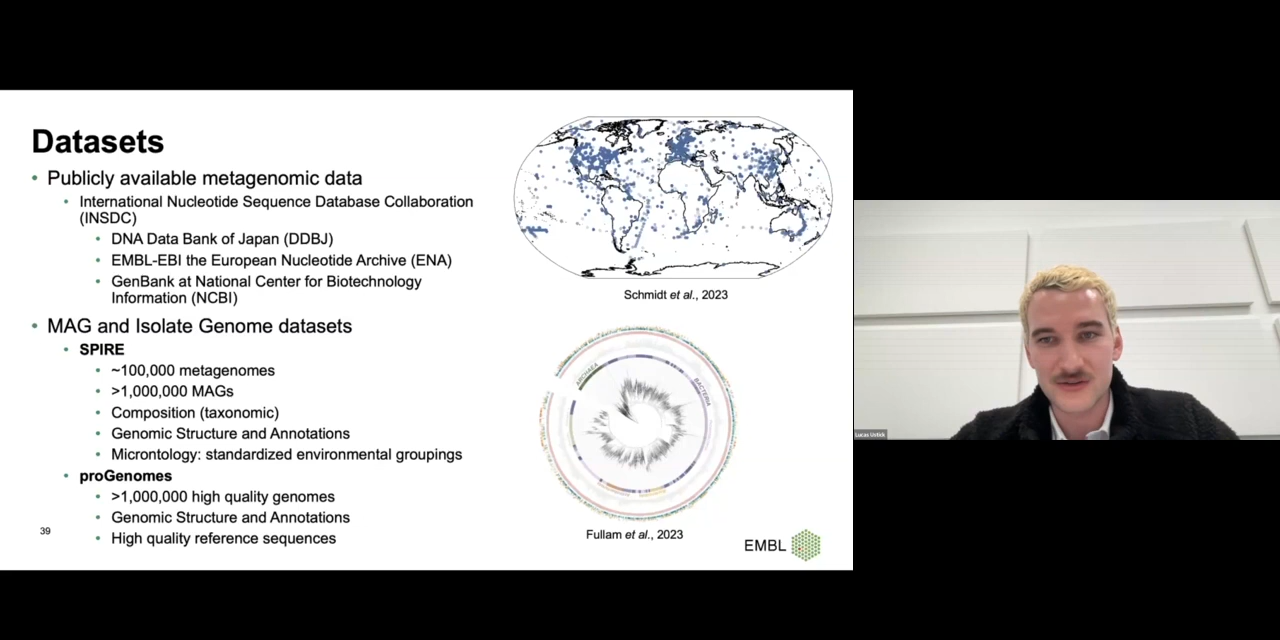 Datasets
• Publicly available metagenomic data
• International Nucleotide Sequence Database Collaboration
(INSDC)
• DNA Data Bank of Japan (DDBJ)
• EMBL-EBI the European Nucleotide Archive (ENA)
• GenBank at National Center for Biotechnology
Information (NCBI)
• MAG and Isolate Genome datasets
• SPIRE
• ~100,000 metagenomes
• >1,000,000 MAGs
• Composition (taxonomic)
• Genomic Structure and Annotations
• Microntology: standardized environmental groupings
• proGenomes
• >1,000,000 high quality genomes
• Genomic Structure and Annotations
• High quality reference sequences
39
Schmidt et al., 2023
ARCHAEA
BACTERIA
Fullam et al., 2023
EMBL
Lucas Ustick